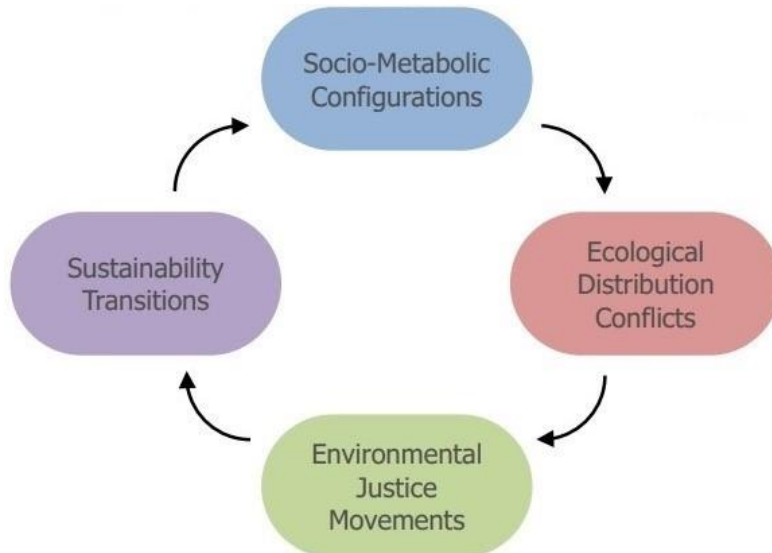 Socio-Metabolic
Configurations
Ecological
Distribution
Conflicts
Environmental
Justice
Movements
Sustainability
Transitions